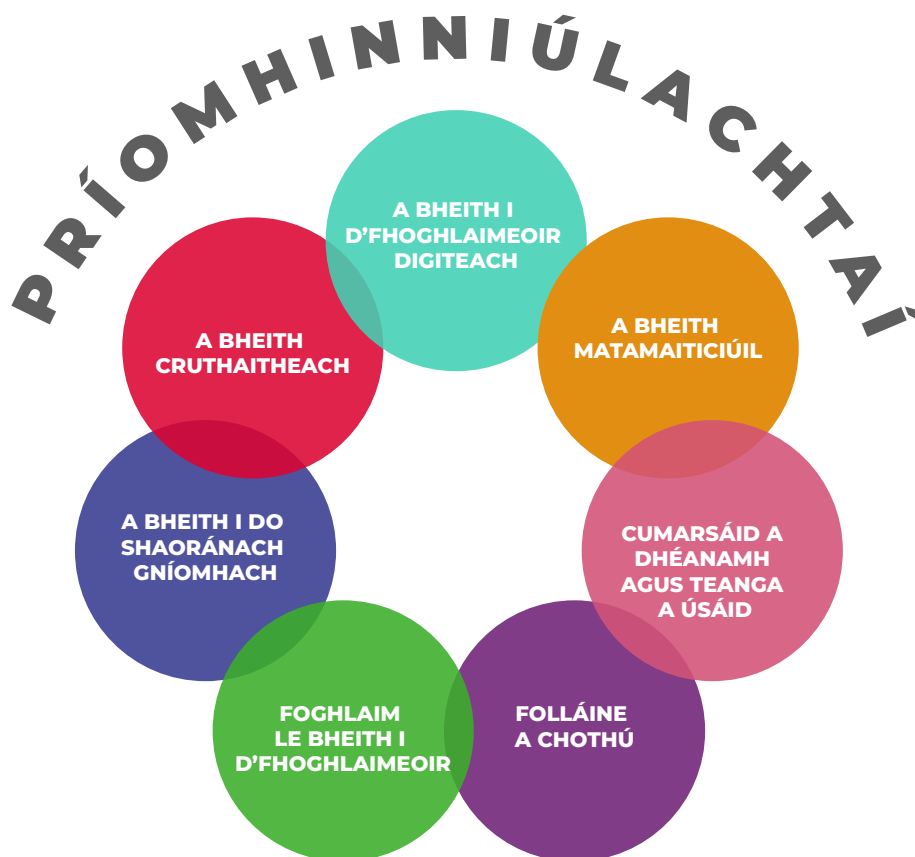 PRÍOMHINNIÚLACHTAÍ
A BHEITH I
D'FHOGHLAIMEOIR
DIGITEACH
A BHEITH
MATAMAITICIÚIL
CUMARSÁID A
DHÉANAMH
AGUS TEANGA
A ÚSÁID
FOLLÁINE
A CHOTHÚ
FOGHLAIM
LE BHEITH I
D'FHOGHLAIMEOIR
A BHEITH I DO
SHAORÁNACH
GNÍOMHACH
A BHEITH
CRUTHAITHEACH